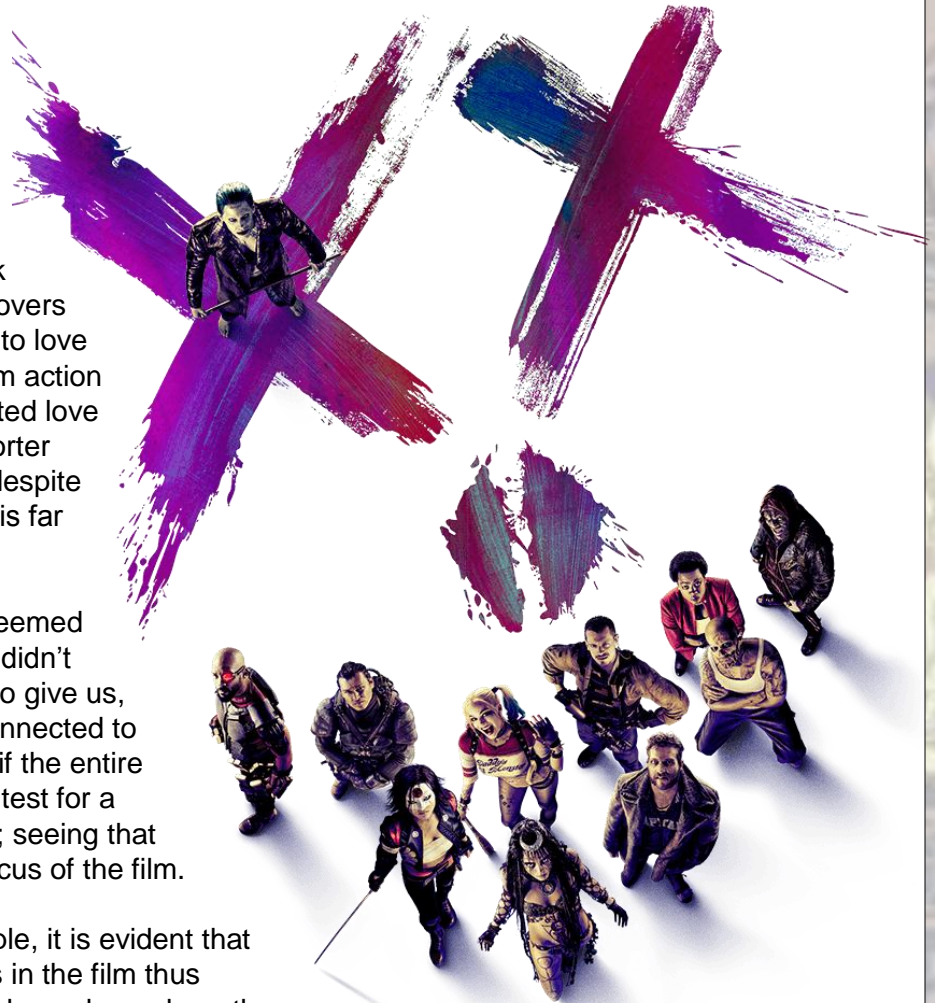 overs
to love
m action
ted love
orter
despite
is far
eemed
didn’t
o give us,
nnected to
if the entire
test for a
; seeing that
cus of the film.
ole, it is evident that
s in the film thus